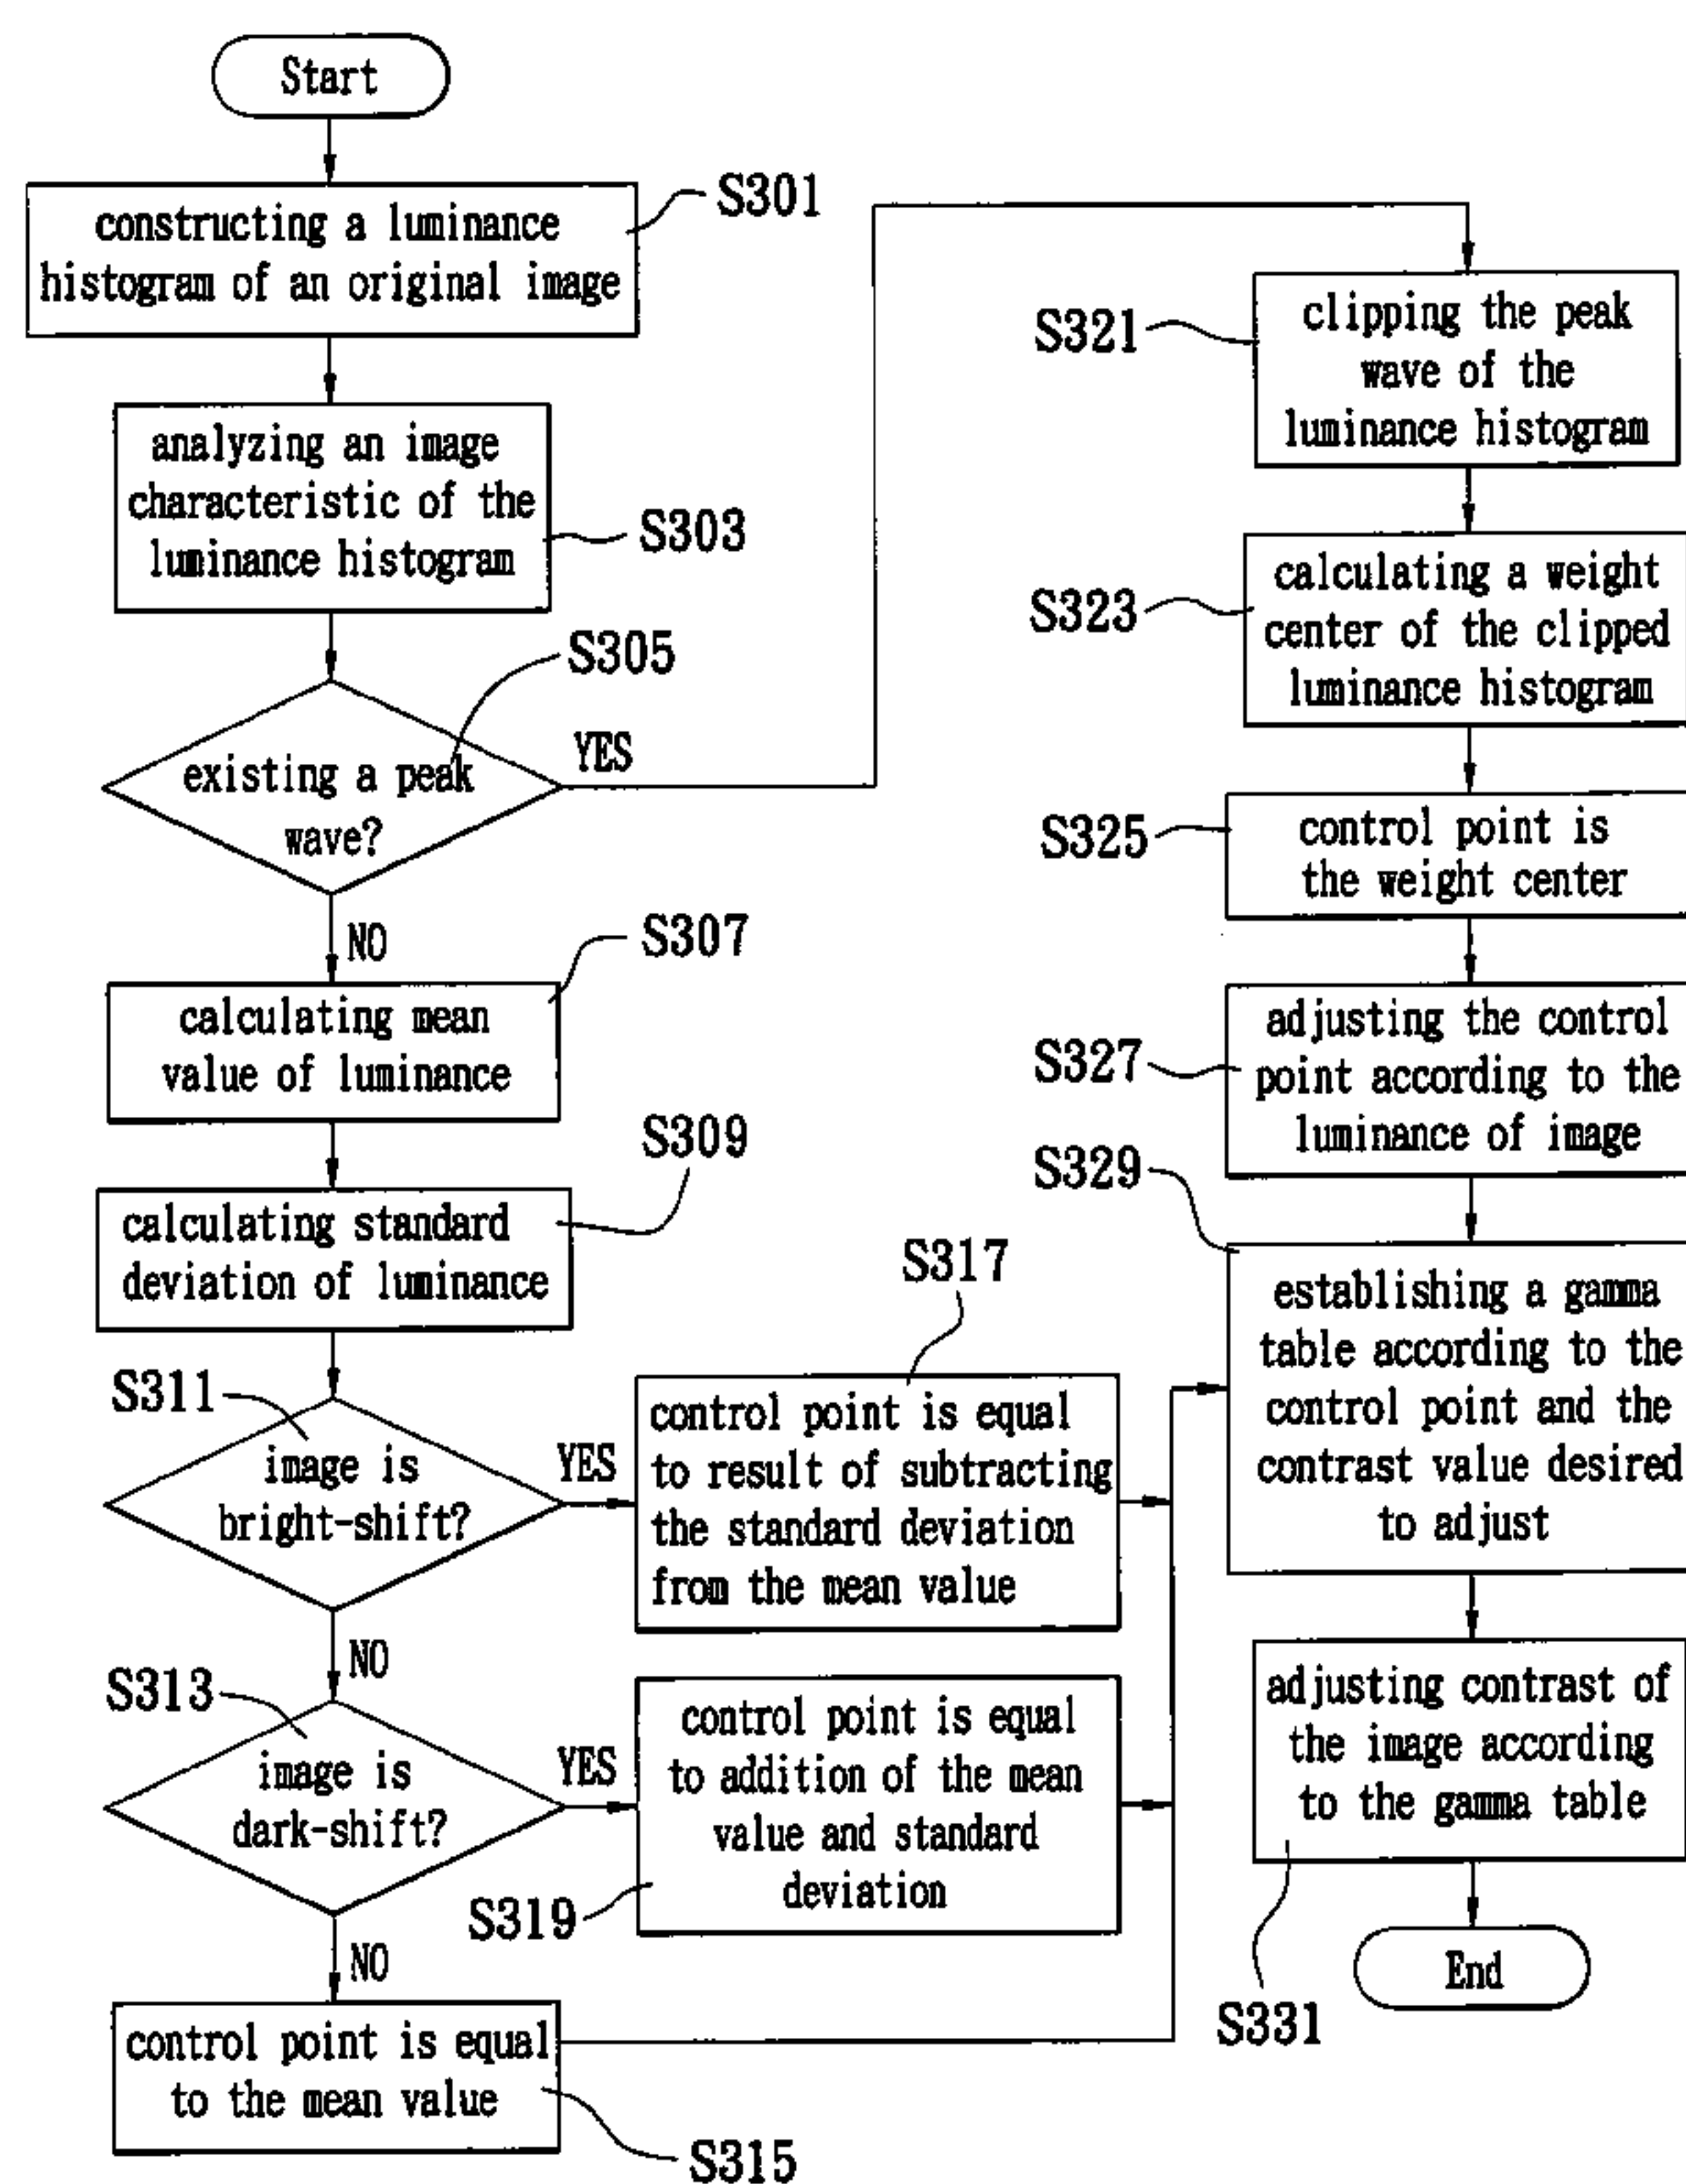 Start
constructing a luminance
histogram of an original image
S301
analyzing an image
characteristic of the
luminance histogram
S303
S305
existing a peak
wave?
YES
NO
calculating mean
value of luminance
S307
calculating standard
deviation of luminance
S309
S311
image is
bright-shift?
YES
NO
S317
control point is equal
to result of subtracting
the standard deviation
from the mean value
S313
image is
dark-shift?
YES
NO
control point is equal
to addition of the mean
value and standard
deviation
S319
control point is equal
to the mean value
S315
S321
clipping the peak
wave of the
luminance histogram
S323
calculating a weight
center of the clipped
luminance histogram
S325
control point is
the weight center
S327
adjusting the control
point according to the
luminance of image
S329
establishing a gamma
table according to the
control point and the
contrast value desired
to adjust
adjusting contrast of
the image according
to the gamma table
S331
End